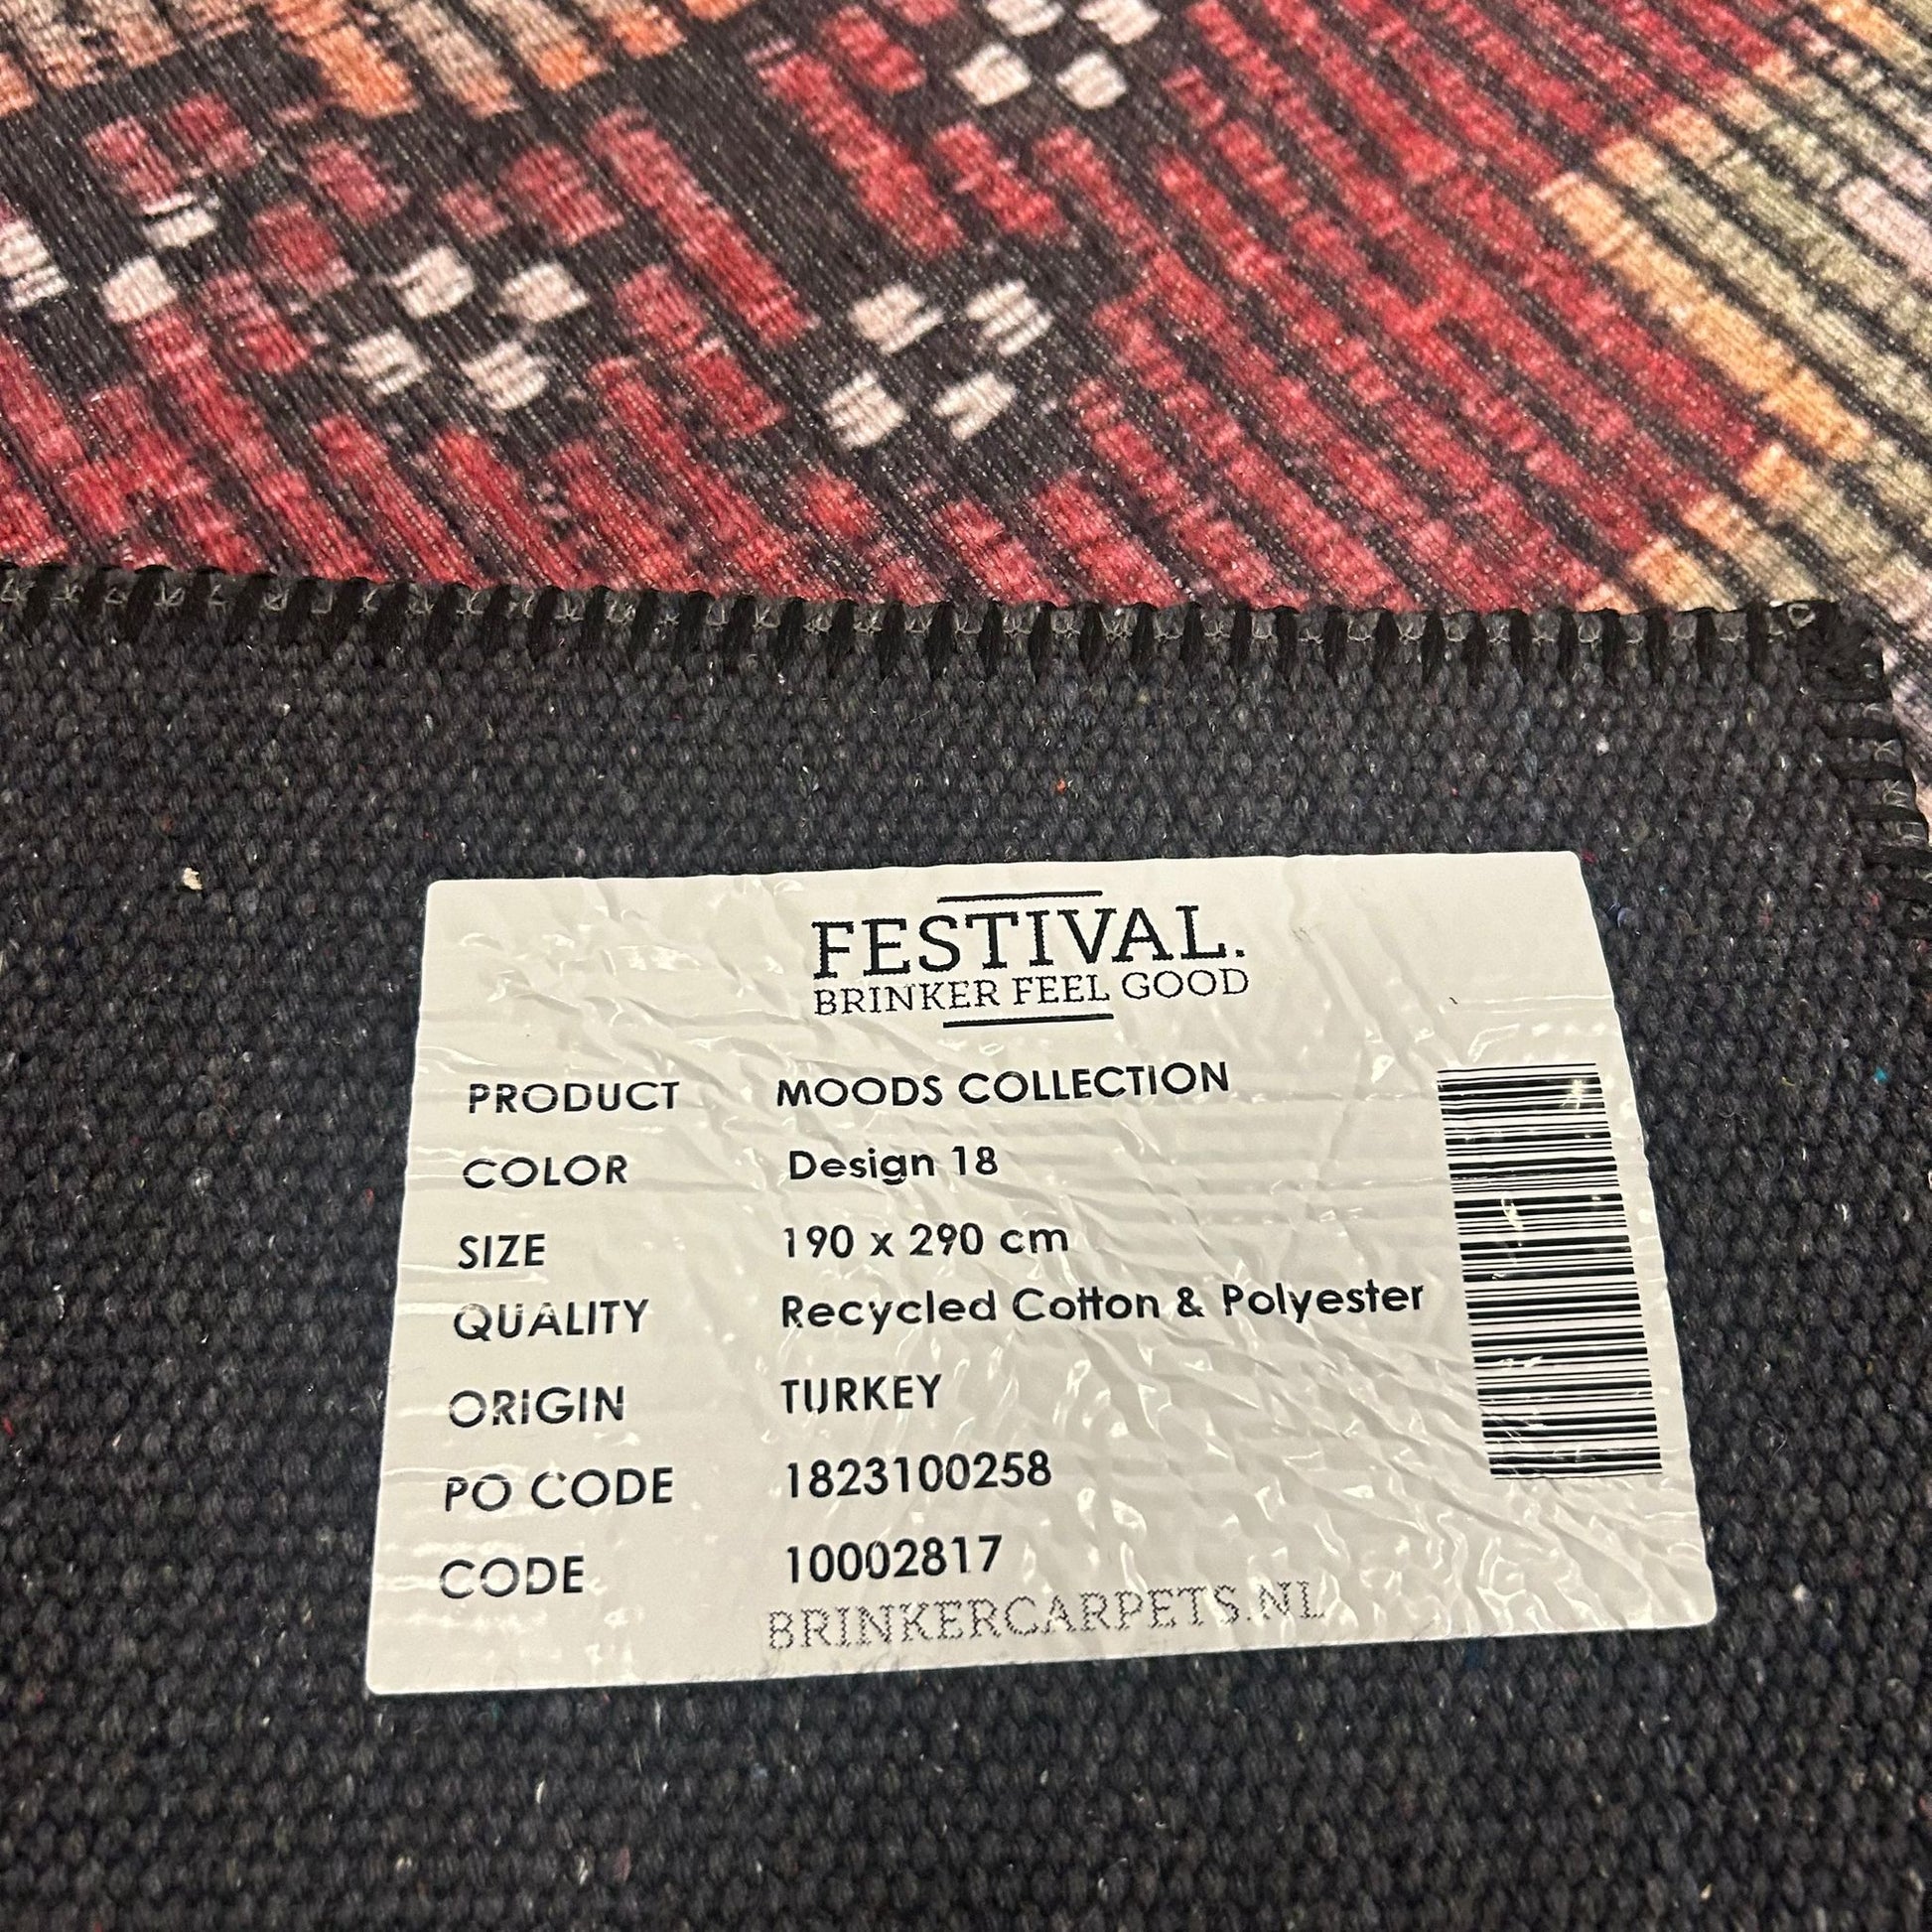 FESTIVAL.
BRINKER FEEL GOOD
PRODUCT MOODS COLLECTION
COLOR Design 18
SIZE 190 x 290 cm
QUALITY Recycled Cotton & Polyester
ORIGIN TURKEY
PO CODE 1823100258
CODE 10002817
BRINKERCARPETS.NL